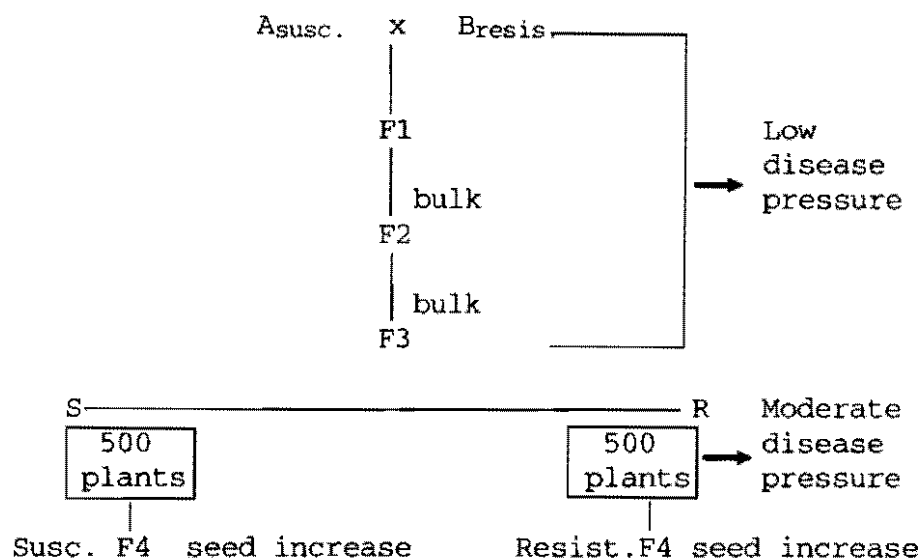 Asusc. x Bresis.
F1
Low
disease
pressure
bulk
F2
bulk
F3
S R Moderate
disease
pressure
500
plants
500
plants
Susc. F4 seed increase Resist.F4 seed increase